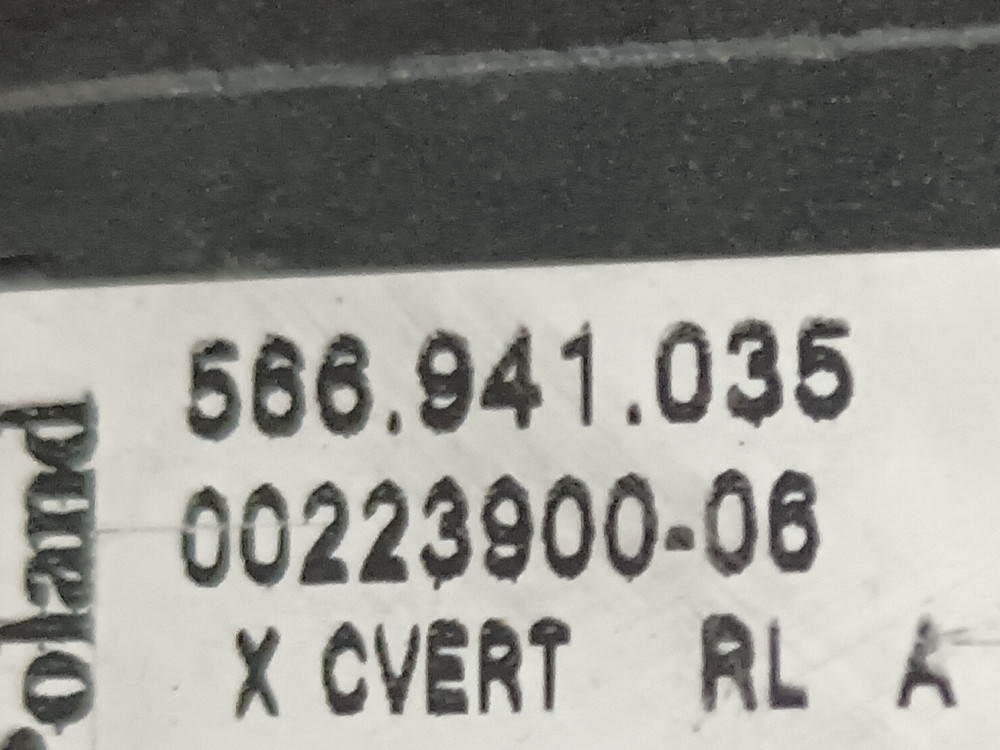 566.941.035
00223900-06
X CVERT RL A
Poland